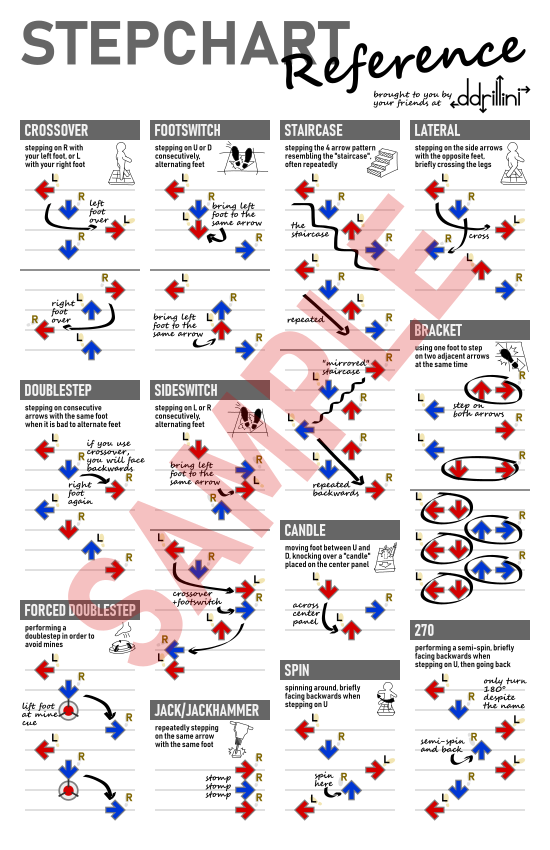 STEPCHART
Reference
brought to you by
your friends at
ddrillini
SAMPLE
CROSSOVER
stepping on R with
your left foot, or L
with your right foot
L
R
left
foot
over
L
R
R
right
foot
over
R
L
L
FOOTSWITCH
stepping on U or D
consecutively,
alternating feet
L
R
bring left
foot to the
same arrow
L
R
L
R
bring left
foot to the
same arrow
L
R
STAIRCASE
stepping the 4 arrow pattern
resembling the "staircase",
often repeatedly
L
R
the
staircase
L
R
L
R
repeated
L
R
"mirrored"
staircase
R
L
R
L
R
L
repeated
backwards
R
LATERAL
stepping on the side arrows
with the opposite feet,
briefly crossing the legs
L
R
L
cross
R
L
R
BRACKET
using one foot to step
on two adjacent arrows
at the same time
R
L
step on
both arrows
R
L
R
L
R
L
R
L
DOUBLESTEP
stepping on consecutive
arrows with the same foot
when it is bad to alternate feet
if you use
crossover,
you will face
backwards
L
R
right
foot
again
R
L
R
L
R
SIDESWITCH
stepping on L or R
consecutively,
alternating feet
L
R
bring left
foot to the
same arrow
L
R
L
R
crossover
+footswitch
L
R
L
R
L
FORCED DOUBLESTEP
performing a
doublestep in order to
avoid mines
L
R
lift foot
at mine
cue
R
L
R
R
JACK/JACKHAMMER
repeatedly stepping
on the same arrow
with the same foot
R
stomp
R
stomp
R
stomp
R
CANDLE
moving foot between U and
D, knocking over a "candle"
placed on the center panel
L
R
across
center
panel
L
SPIN
spinning around, briefly
facing backwards when
stepping on U
L
R
L
spin
here
R
L
270
performing a semi-spin, briefly
facing backwards when
stepping on U, then going back
L
only turn
180°
despite
the name
R
L
semi-spin
and back
R
L
R
L